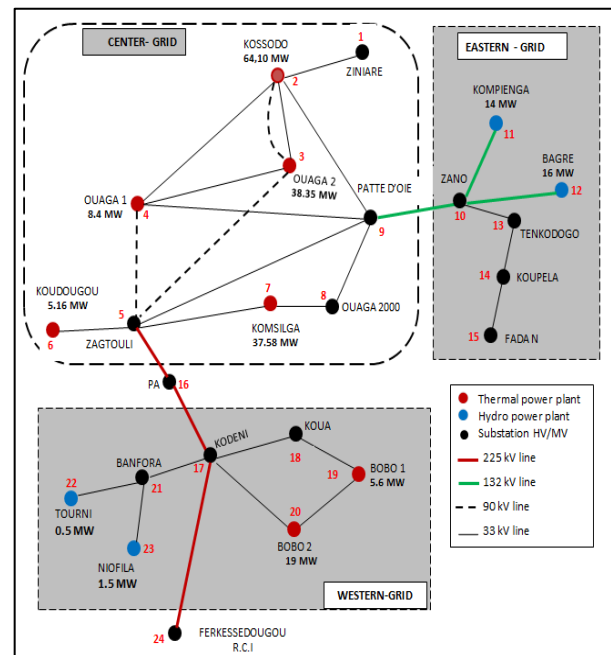 CENTER- GRID
KOSSODO
64,10 MW
2
1
ZINIARE
3
OUAGA 2
38.35 MW
OUAGA 1
8.4 MW
4
PATTE D'OIE
9
KOUDOUGOU
5.16 MW
6
5
ZAGTOULI
7
KOMSILGA
37.58 MW
8
OUAGA 2000
EASTERN - GRID
KOMPIENGA
14 MW
11
BAGRE
16 MW
12
ZANO
10
13
TENKODOGO
14
KOUPELA
15
FADA N
PA
16
KODENI
17
KOUA
18
19
BOBO 1
5.6 MW
20
BOBO 2
19 MW
BANFORA
21
22
TOURNI
0.5 MW
23
NIOFILA
1.5 MW
WESTERN-GRID
24
FERKESSEDOUGOU
R.C.I
Thermal power plant
Hydro power plant
Substation HV/MV
225 kV line
132 kV line
90 kV line
33 kV line